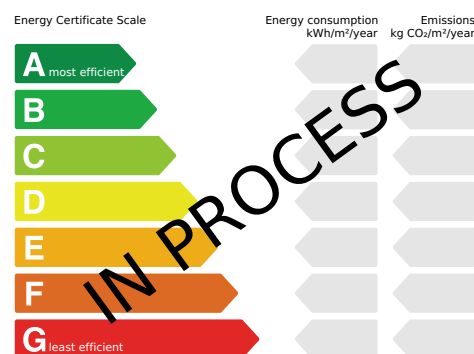 Energy Certificate Scale
Energy consumption
kWh/m²/year
Emissions
kg CO₂/m²/year
A most efficient
B
C
D
E
F
G least efficient
IN PROCESS